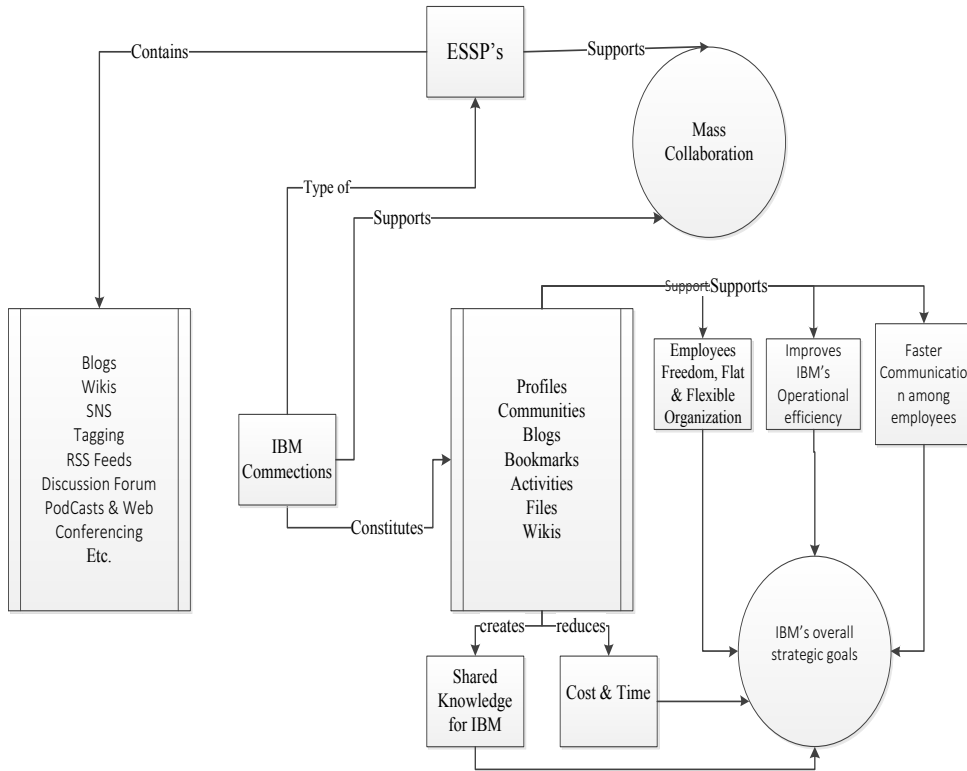 Contains
ESSP's
Supports
Mass
Collaboration
Type of
Supports
Blogs
Wikis
SNS
Tagging
RSS Feeds
Discussion Forum
PodCasts & Web
Conferencing
Etc.
IBM
Commections
Constitutes
Profiles
Communities
Blogs
Bookmarks
Activities
Files
Wikis
Support
Supports
Employees
Freedom, Flat
& Flexible
Organization
Improves
IBM's
Operational
efficiency
Faster
Communicatio
n among
employees
creates
reduces
Shared
Knowledge
for IBM
Cost & Time
IBM's overall
strategic goals